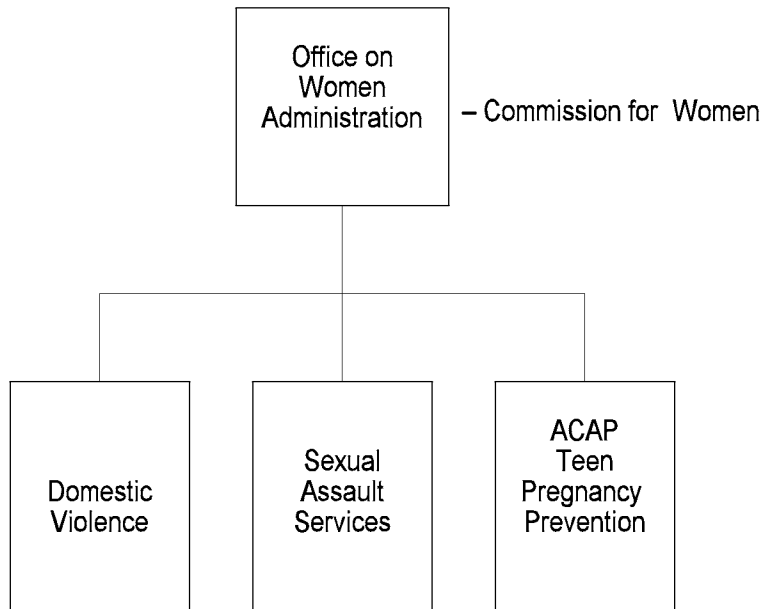 Office on
Women
Administration
– Commission for Women
Domestic
Violence
Sexual
Assault
Services
ACAP
Teen
Pregnancy
Prevention